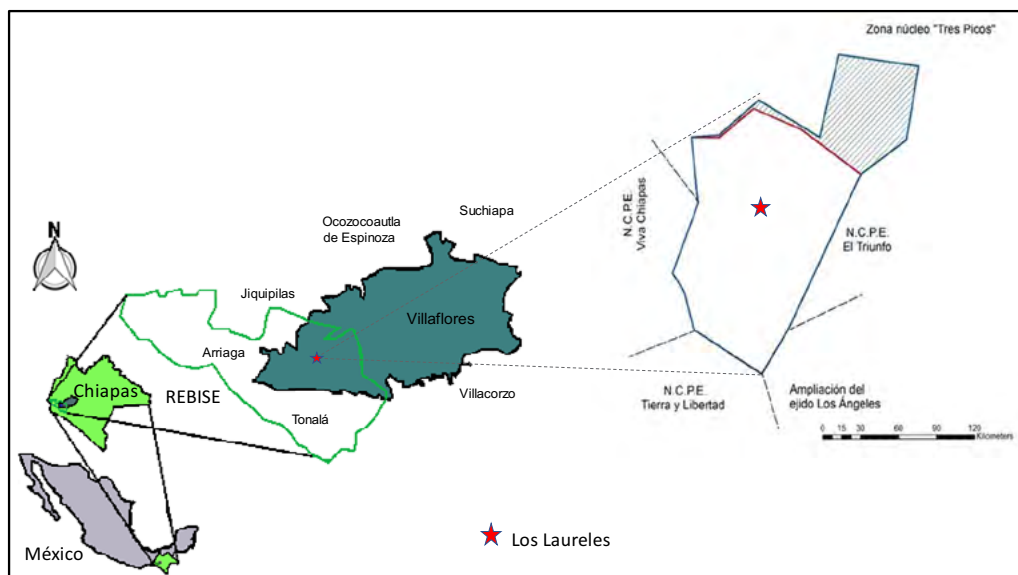 Zona núcleo "Tres Picos"
N.C.P.E.
Viva Chiapas
N.C.P.E.
El Triunfo
Suchiapa
Ocozocoautla
de Espinoza
N
Jiquipilas
Villaflores
Arriaga
Chiapas
REBISE
Villacorzo
Tonalá
N.C.P.E.
Tierra y Libertad
Ampliación del
ejido Los Ángeles
0 15 30 60 90 120
Kilometers
México
Los Laureles